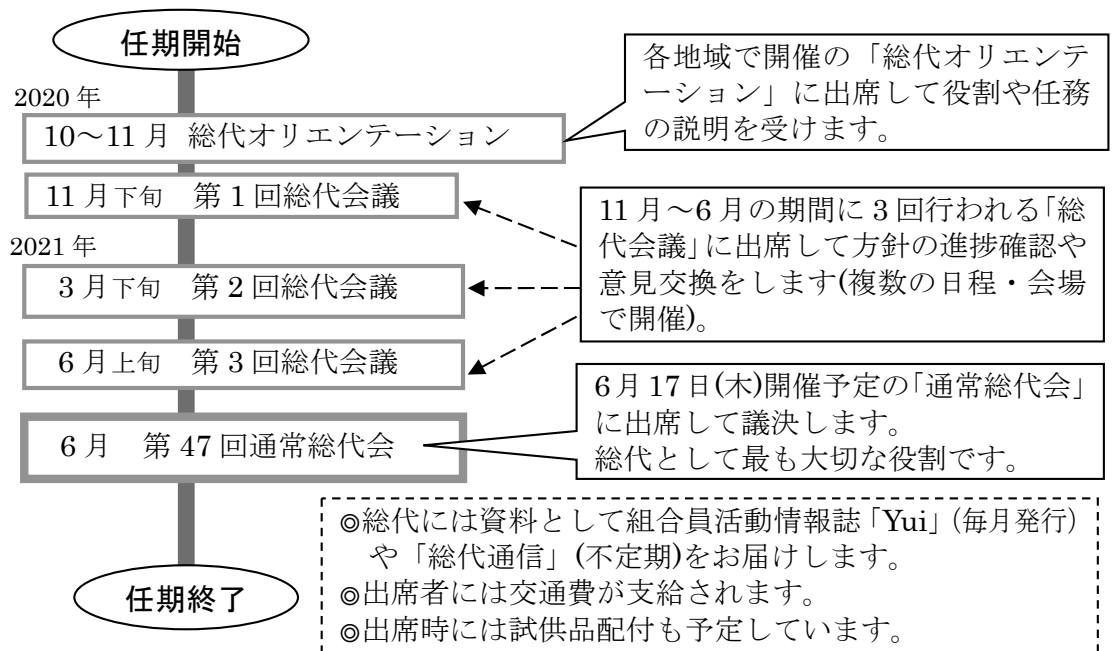 任期開始
各地域で開催の「総代オリエンテ
ーション」に出席して役割や任務
の説明を受けます。
2020 年
10～11 月 総代オリエンテーション
11 月下旬　第 1 回総代会議
11 月～6 月の期間に 3 回行われる「総
代会議」に出席して方針の進捗確認や
意見交換をします(複数の日程・会場
で開催)。
2021 年
3 月下旬　第 2 回総代会議
6 月上旬　第 3 回総代会議
6 月 17 日(木)開催予定の「通常総代会」
に出席して議決します。
総代として最も大切な役割です。
6 月　第 47 回通常総代会
◎総代には資料として組合員活動情報誌「Yui」(毎月発行)
や「総代通信」(不定期)をお届けします。
◎出席者には交通費が支給されます。
◎出席時には試供品配付も予定しています。
任期終了